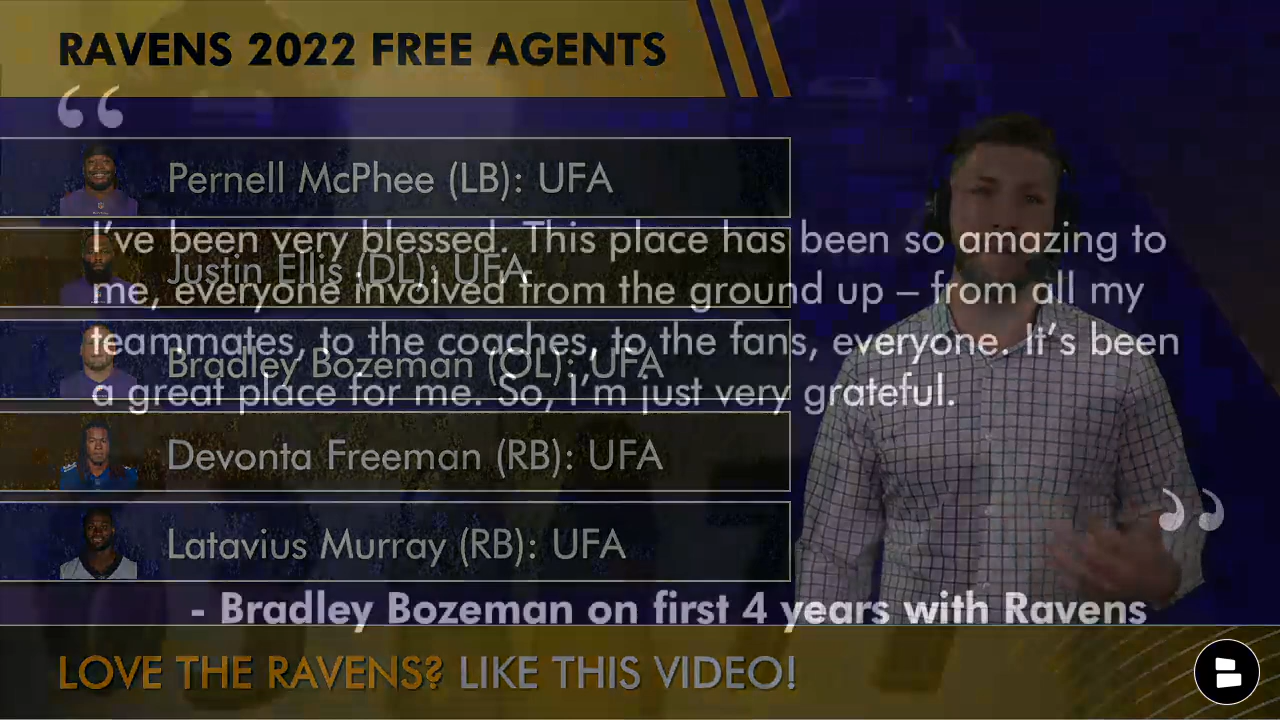 RAVENS 2022 FREE AGENTS
“
Pernell McPhee (LB): UFA
I’ve been very blessed. This place has been so amazing to
Justin Ellis (DL): UFA
me, everyone involved from the ground up – from all my
teammates, to the coaches, to the fans, everyone. It’s been
Bradley Bozeman (OL): UFA
a great place for me. So, I’m just very grateful.
Devonta Freeman (RB): UFA
”
Latavius Murray (RB): UFA
- Bradley Bozeman on first 4 years with Ravens
LOVE THE RAVENS? LIKE THIS VIDEO!